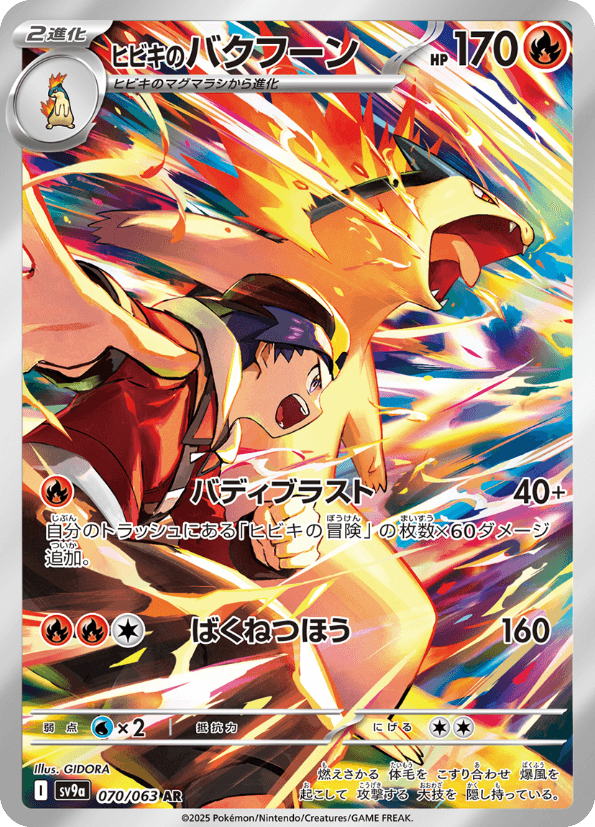 2進化
ヒビキのバクフーン
HP 170
ヒビキのマグマラシから進化
バディブラスト 40+
自分のトラッシュにある「ヒビキの冒険」の枚数×60ダメージ
追加。
ばくねつほう 160
弱点 ×2 抵抗力 にげる
Illus. GIDORA
燃えさかる 体毛を こすり合わせ 爆風を
起こして 攻撃する 大技を 隠し持っている。
I sv9a 070/063 AR
©2025 Pokémon/Nintendo/Creatures/GAME FREAK.